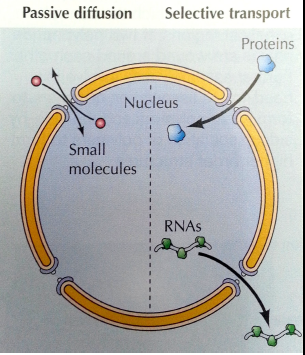 Passive diffusion
Selective transport
Proteins
Nucleus
Small
molecules
RNAs